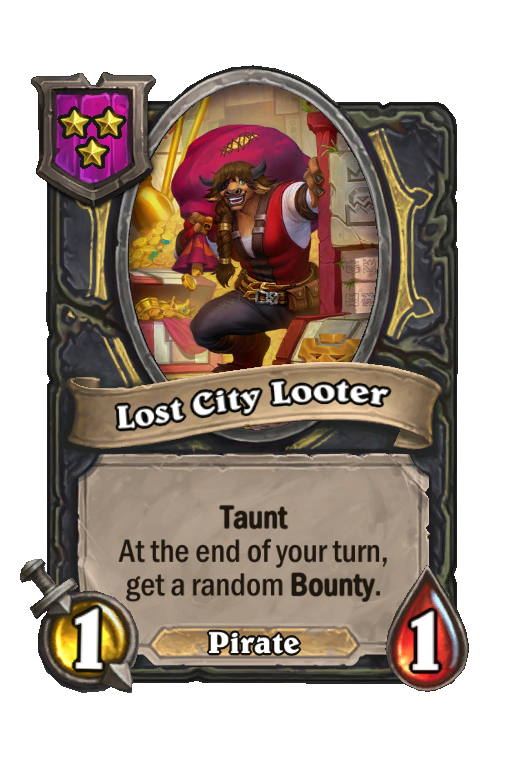 Lost City Looter
Taunt
At the end of your turn,
get a random Bounty.
1
Pirate
1